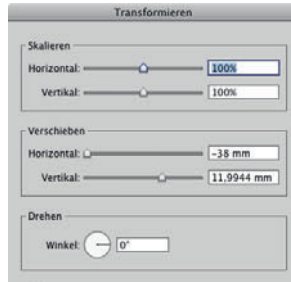 Transformieren
Skalieren
Horizontal: 100%
Vertikal: 100%
Verschieben
Horizontal: -38 mm
Vertikal: 11,9944 mm
Drehen
Winkel: 0°